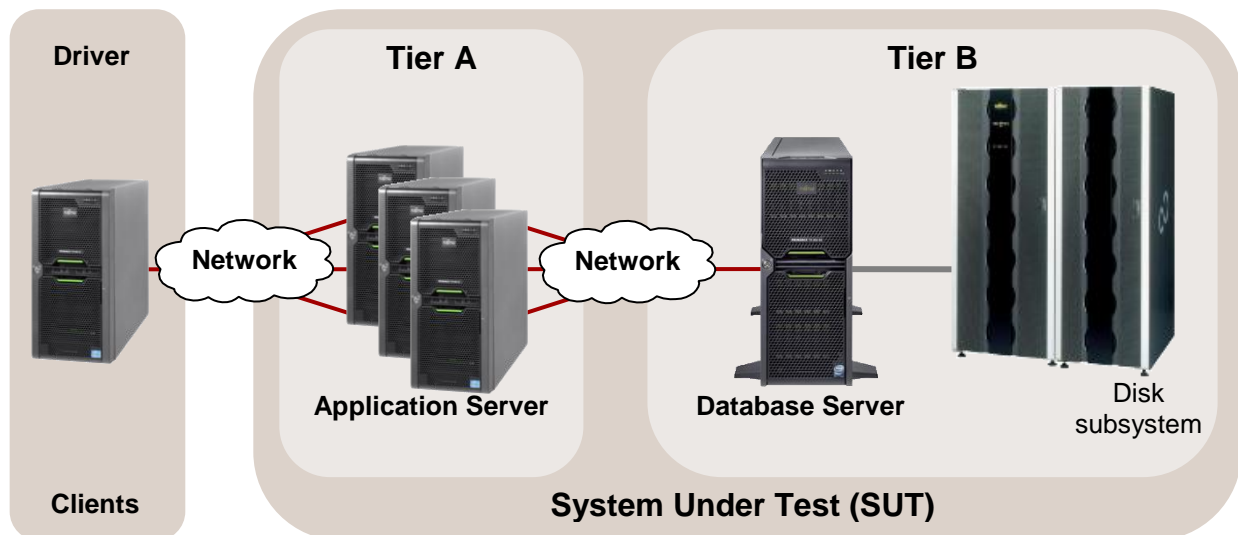 Driver
Tier A
Tier B
Network
Network
Application Server
Database Server
Disk
subsystem
Clients
System Under Test (SUT)